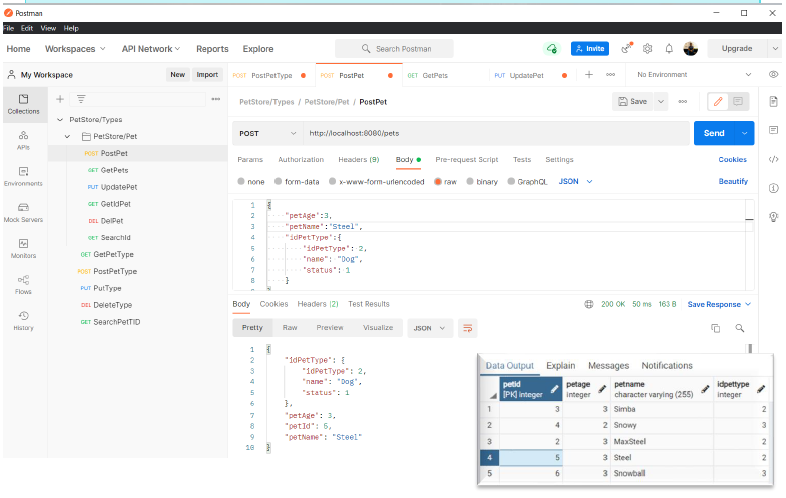 Postman
File Edit View Help
Home Workspaces API Network Reports Explore Search Postman Invite Upgrade
My Workspace New Import POST PostPetType POST PostPet GET GetPets PUT UpdatePet No Environment
Collections
APIs
Environments
Mock Servers
Monitors
Flows
History
PetStore/Types
PetStore/Pet
POST PostPet
GET GetPets
PUT UpdatePet
GET GetIdPet
DEL DelPet
GET SearchId
GET GetPetType
POST PostPetType
PUT PutType
DEL DeleteType
GET SearchPetTID
PetStore/Types / PetStore/Pet / PostPet Save
POST http://localhost:8080/pets Send
Params Authorization Headers (9) Body Pre-request Script Tests Settings Cookies
none form-data x-www-form-urlencoded raw binary GraphQL JSON Beautify
1 {
2 "petAge":3,
3 "petName":"Steel",
4 "idPetType":{
5 "idPetType": 2,
6 "name": "Dog",
7 "status": 1
8 }
9 }
Body Cookies Headers (2) Test Results 200 OK 50 ms 163 B Save Response
Pretty Raw Preview Visualize JSON
1 {
2 "idPetType": {
3 "idPetType": 2,
4 "name": "Dog",
5 "status": 1
6 },
7 "petAge": 3,
8 "petId": 5,
9 "petName": "Steel"
10 }
Data Output Explain Messages Notifications
petid petage petname idpettype
[PK] integer integer character varying (255) integer
1 3 3 Simba 2
2 4 2 Snowy 3
3 2 3 MaxSteel 2
4 5 3 Steel 2
5 6 3 Snowball 3